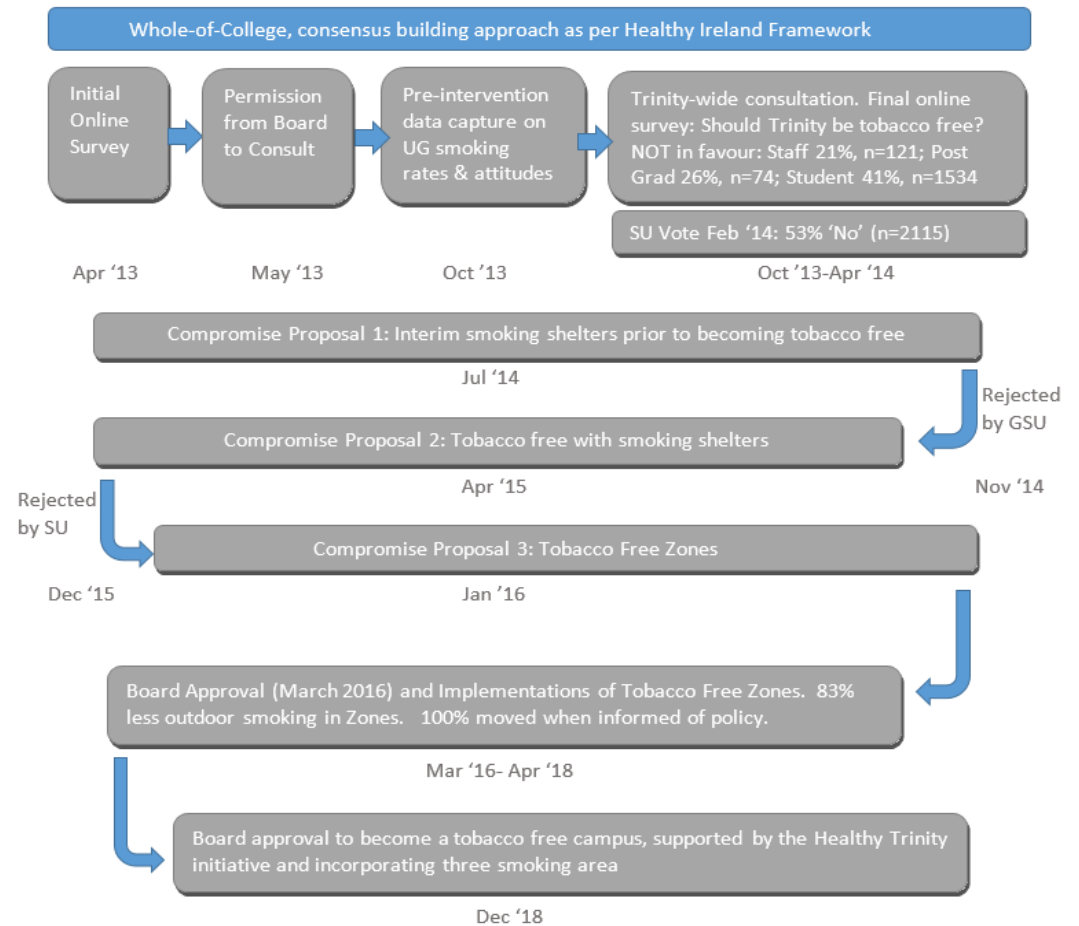 Whole-of-College, consensus building approach as per Healthy Ireland Framework
Initial
Online
Survey
Permission
from Board
to Consult
Pre-intervention
data capture on
UG smoking
rates & attitudes
Trinity-wide consultation. Final online
survey: Should Trinity be tobacco free?
NOT in favour: Staff 21%, n=121; Post
Grad 26%, n=74; Student 41%, n=1534
SU Vote Feb ‘14: 53% ‘No’ (n=2115)
Apr ‘13
May ‘13
Oct ’13
Oct ’13-Apr ‘14
Compromise Proposal 1: Interim smoking shelters prior to becoming tobacco free
Jul ‘14
Rejected
by GSU
Compromise Proposal 2: Tobacco free with smoking shelters
Apr ‘15
Nov ‘14
Rejected
by SU
Compromise Proposal 3: Tobacco Free Zones
Dec ‘15
Jan ’16
Board Approval (March 2016) and Implementations of Tobacco Free Zones. 83%
less outdoor smoking in Zones. 100% moved when informed of policy.
Mar ‘16- Apr ‘18
Board approval to become a tobacco free campus, supported by the Healthy Trinity
initiative and incorporating three smoking area
Dec ‘18